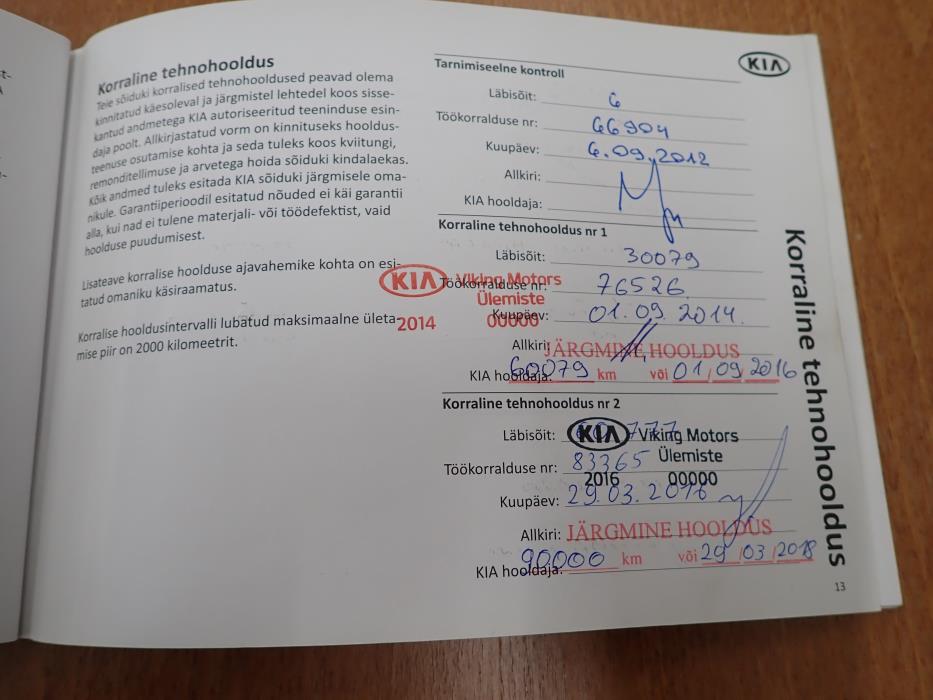 Korraline tehnohooldus
Teie sõiduki korralised tehnohooldused peavad olema
kinnitatud käesoleval ja järgmistel lehtedel koos sisse-
kantud andmetega KIA autoriseeritud teeninduse esin-
daja poolt. Allkirjastatud vorm on kinnituseks hooldus-
teenuse osutamise kohta ja seda tuleks koos kviitungi,
remonditellimuse ja arvetega hoida sõiduki kindalaekas.
Kõik andmed tuleks esitada KIA sõiduki järgmisele oma-
nikule. Garantiiperioodil esitatud nõuded ei käi garantii
alla, kui nad ei tulene materjali- või töödefektist, vaid
hoolduse puudumisest.
Lisateave korralise hoolduse ajavahemike kohta on esi-
tatud omaniku käsiraamatus.
Korralise hooldusintervalli lubatud maksimaalne ületa-
mise piir on 2000 kilomeetrit.
KIA
Tarnimiseelne kontroll
Läbisõit: 6
Töökorralduse nr: 66904
Kuupäev: 6.09.2012
Allkiri:
KIA hooldaja:
Korraline tehnohooldus nr 1
Läbisõit: 30079
Töökorralduse nr: 76526
Kuupäev: 01.09.2014.
Allkiri:
KIA hooldaja:
KIA Viking Motors
Ülemiste
2014 00000
JÄRGMINE HOOLDUS
60079 km või 01/09/2016
Korraline tehnohooldus nr 2
Läbisõit:
Töökorralduse nr: 83365
Kuupäev: 29.03.2016
Allkiri:
KIA hooldaja:
KIA Viking Motors
Ülemiste
2016 00000
JÄRGMINE HOOLDUS
90000 km või 29/03/2018
Korraline tehnohooldus
13